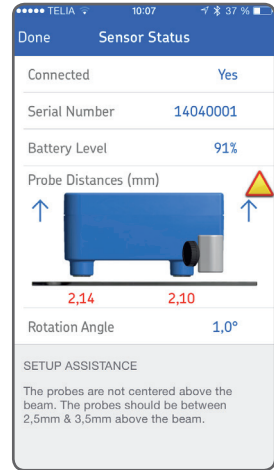 TELIA 10:07 37 %
Done Sensor Status
Connected Yes
Serial Number 14040001
Battery Level 91%
Probe Distances (mm)
2,14 2,10
Rotation Angle 1,0°
SETUP ASSISTANCE
The probes are not centered above the
beam. The probes should be between
2,5mm & 3,5mm above the beam.